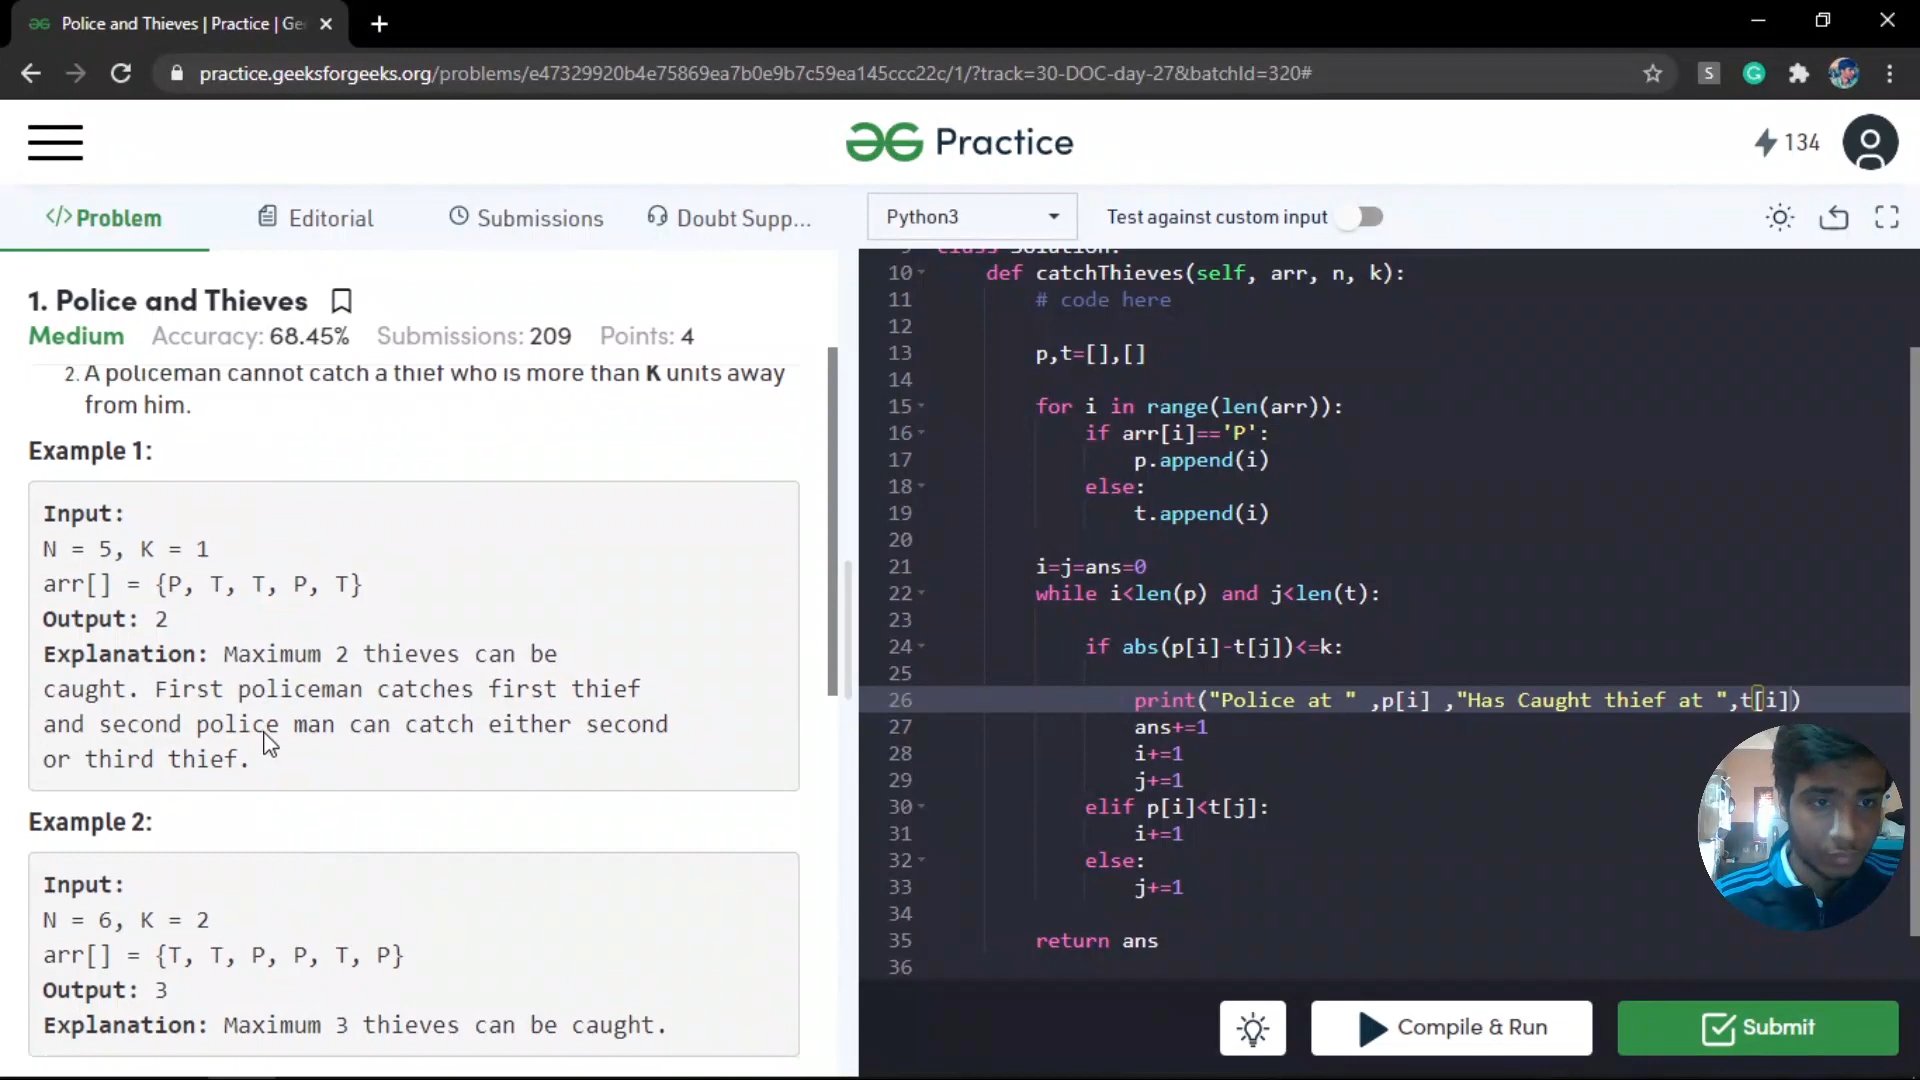 Police and Thieves | Practice | Ge
practice.geeksforgeeks.org/problems/e47329920b4e75869ea7b0e9b7c59ea145ccc22c/1/?track=30-DOC-day-27&batchId=320#
S
G
Practice
134
</>Problem
Editorial
Submissions
Doubt Supp...
Python3
Test against custom input
1. Police and Thieves
Medium Accuracy: 68.45% Submissions: 209 Points: 4
2. A policeman cannot catch a thief who is more than K units away
from him.
Example 1:
Input:
N = 5, K = 1
arr[] = {P, T, T, P, T}
Output: 2
Explanation: Maximum 2 thieves can be
caught. First policeman catches first thief
and second police man can catch either second
or third thief.
Example 2:
Input:
N = 6, K = 2
arr[] = {T, T, P, P, T, P}
Output: 3
Explanation: Maximum 3 thieves can be caught.
class Solution:
10 def catchThieves(self, arr, n, k):
11 # code here
12
13 p,t=[],[]
14
15 for i in range(len(arr)):
16 if arr[i]=='P':
17 p.append(i)
18 else:
19 t.append(i)
20
21 i=j=ans=0
22 while i<len(p) and j<len(t):
23
24 if abs(p[i]-t[j])<=k:
25
26 print("Police at " ,p[i] ,"Has Caught thief at ",t[i])
27 ans+=1
28 i+=1
29 j+=1
30 elif p[i]<t[j]:
31 i+=1
32 else:
33 j+=1
34
35 return ans
36
Compile & Run
Submit